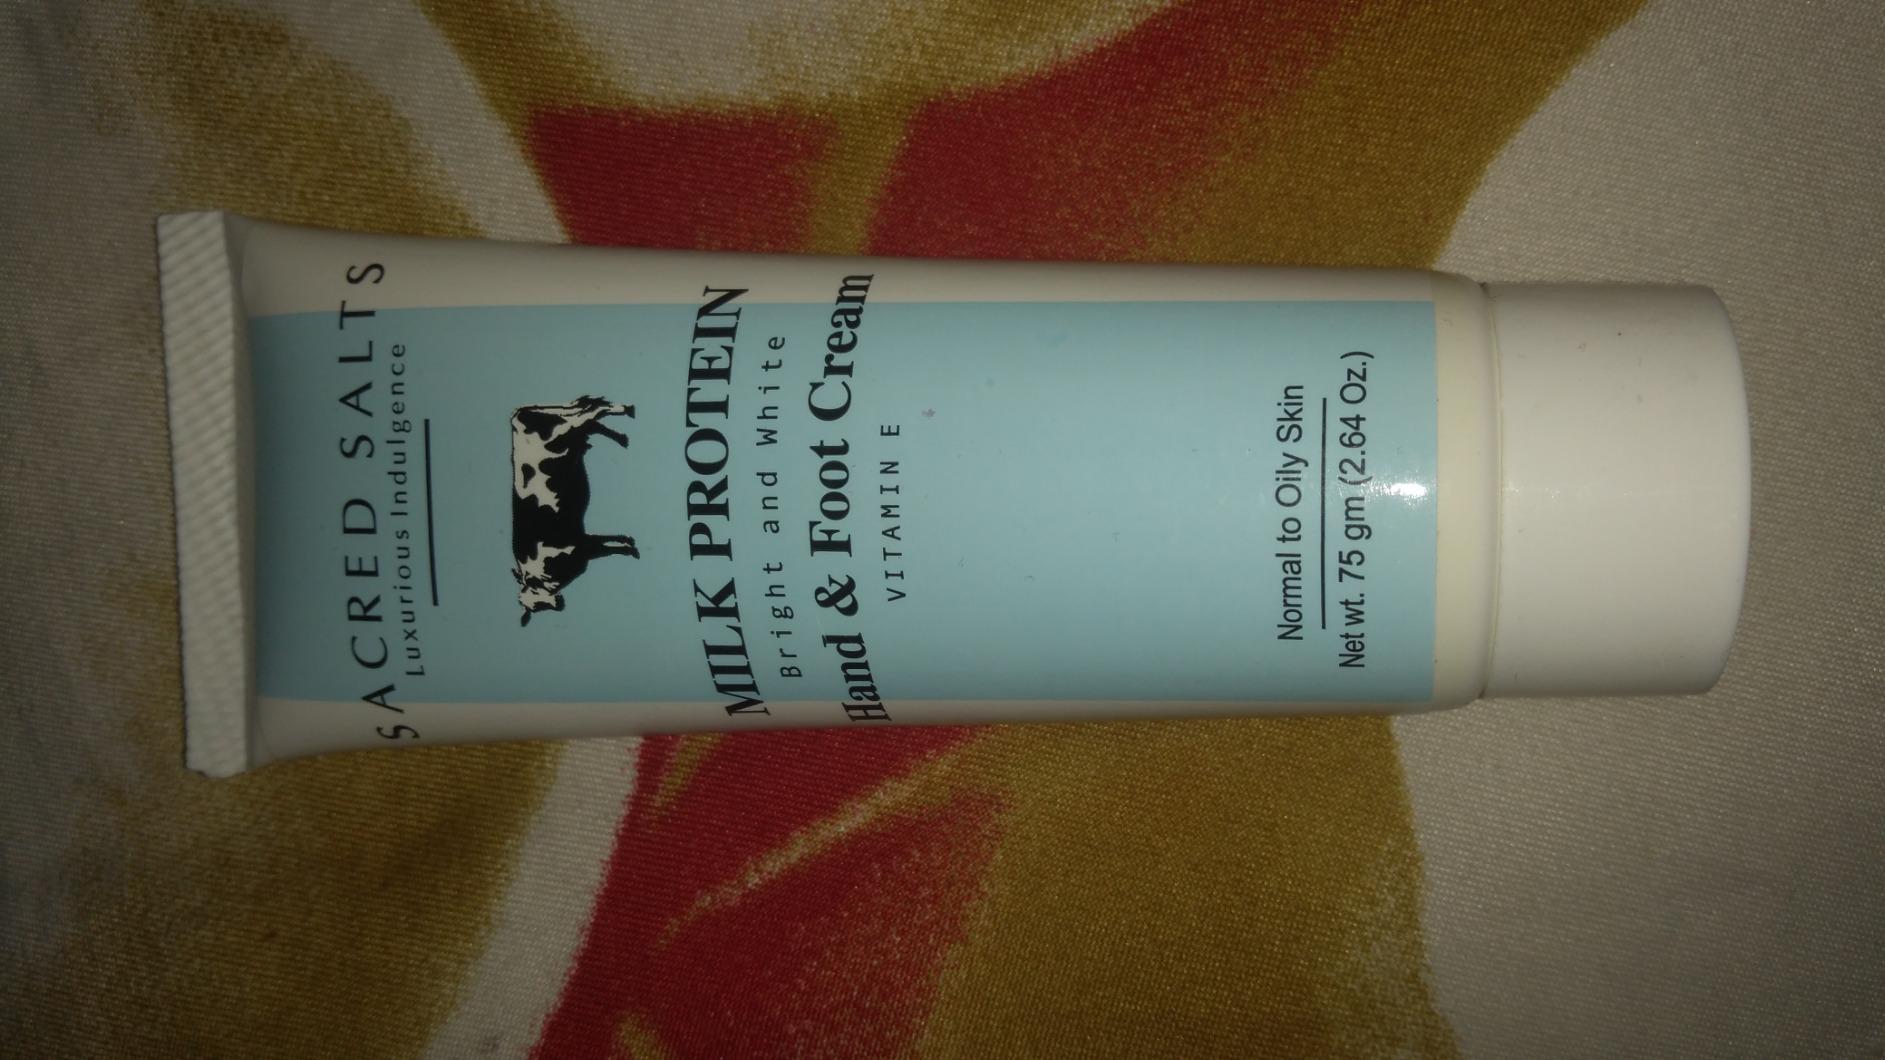 SACRED SALTS
Luxurious Indulgence
MILK PROTEIN
Bright and White
Hand & Foot Cream
VITAMIN E
Normal to Oily Skin
Net wt. 75 gm (2.64 Oz.)